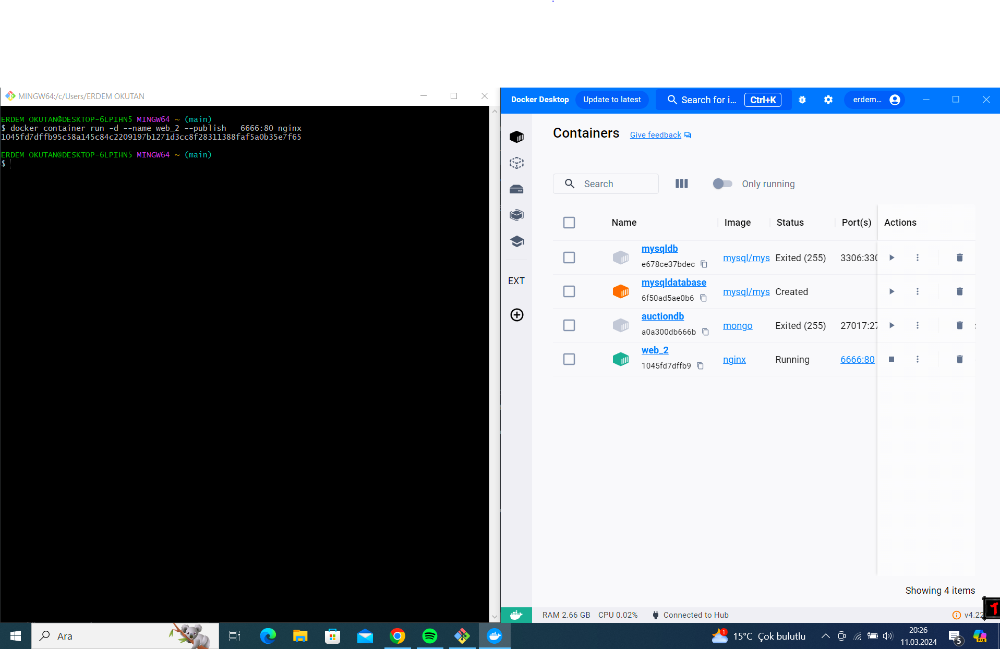 MINGW64:/c/Users/ERDEM OKUTAN
ERDEM OKUTAN@DESKTOP-6LPIHN5 MINGW64 ~ (main)
$ docker container run -d --name web_2 --publish   6666:80 nginx
1045fd7dffb95c58a145c84c2209197b1271d3cc8f28311388faf5a0b35e7f65
ERDEM OKUTAN@DESKTOP-6LPIHN5 MINGW64 ~ (main)
$
Docker Desktop
Update to latest
Search for i...
Ctrl+K
erdem...
Containers
Give feedback
Search
Only running
EXT
Name Image Status Port(s) Actions
mysqldb
e678ce37bdec
mysql/mys
Exited (255)
3306:330
mysqldatabase
6f50ad5ae0b6
mysql/mys
Created
auctiondb
a0a300db666b
mongo
Exited (255)
27017:27
web_2
1045fd7dffb9
nginx
Running
6666:80
Showing 4 items
RAM 2.66 GB CPU 0.02% Connected to Hub
v4.22
Ara
1
15°C Çok bulutlu
20:26
11.03.2024
5
PRE